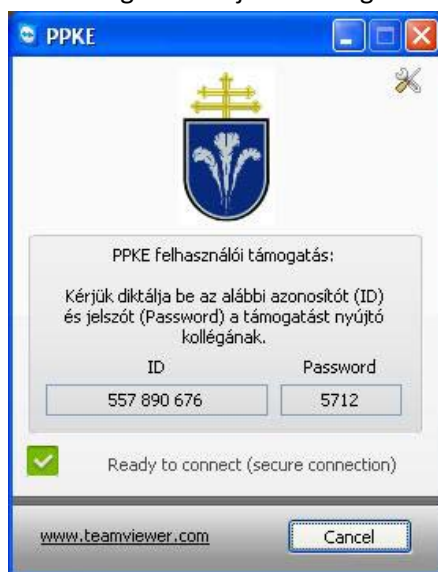 PPKE
PPKE felhasználói támogatás:
Kérjük diktálja be az alábbi azonosítót (ID)
és jelszót (Password) a támogatást nyújtó
kollégának.
ID Password
557 890 676 5712
Ready to connect (secure connection)
www.teamviewer.com Cancel